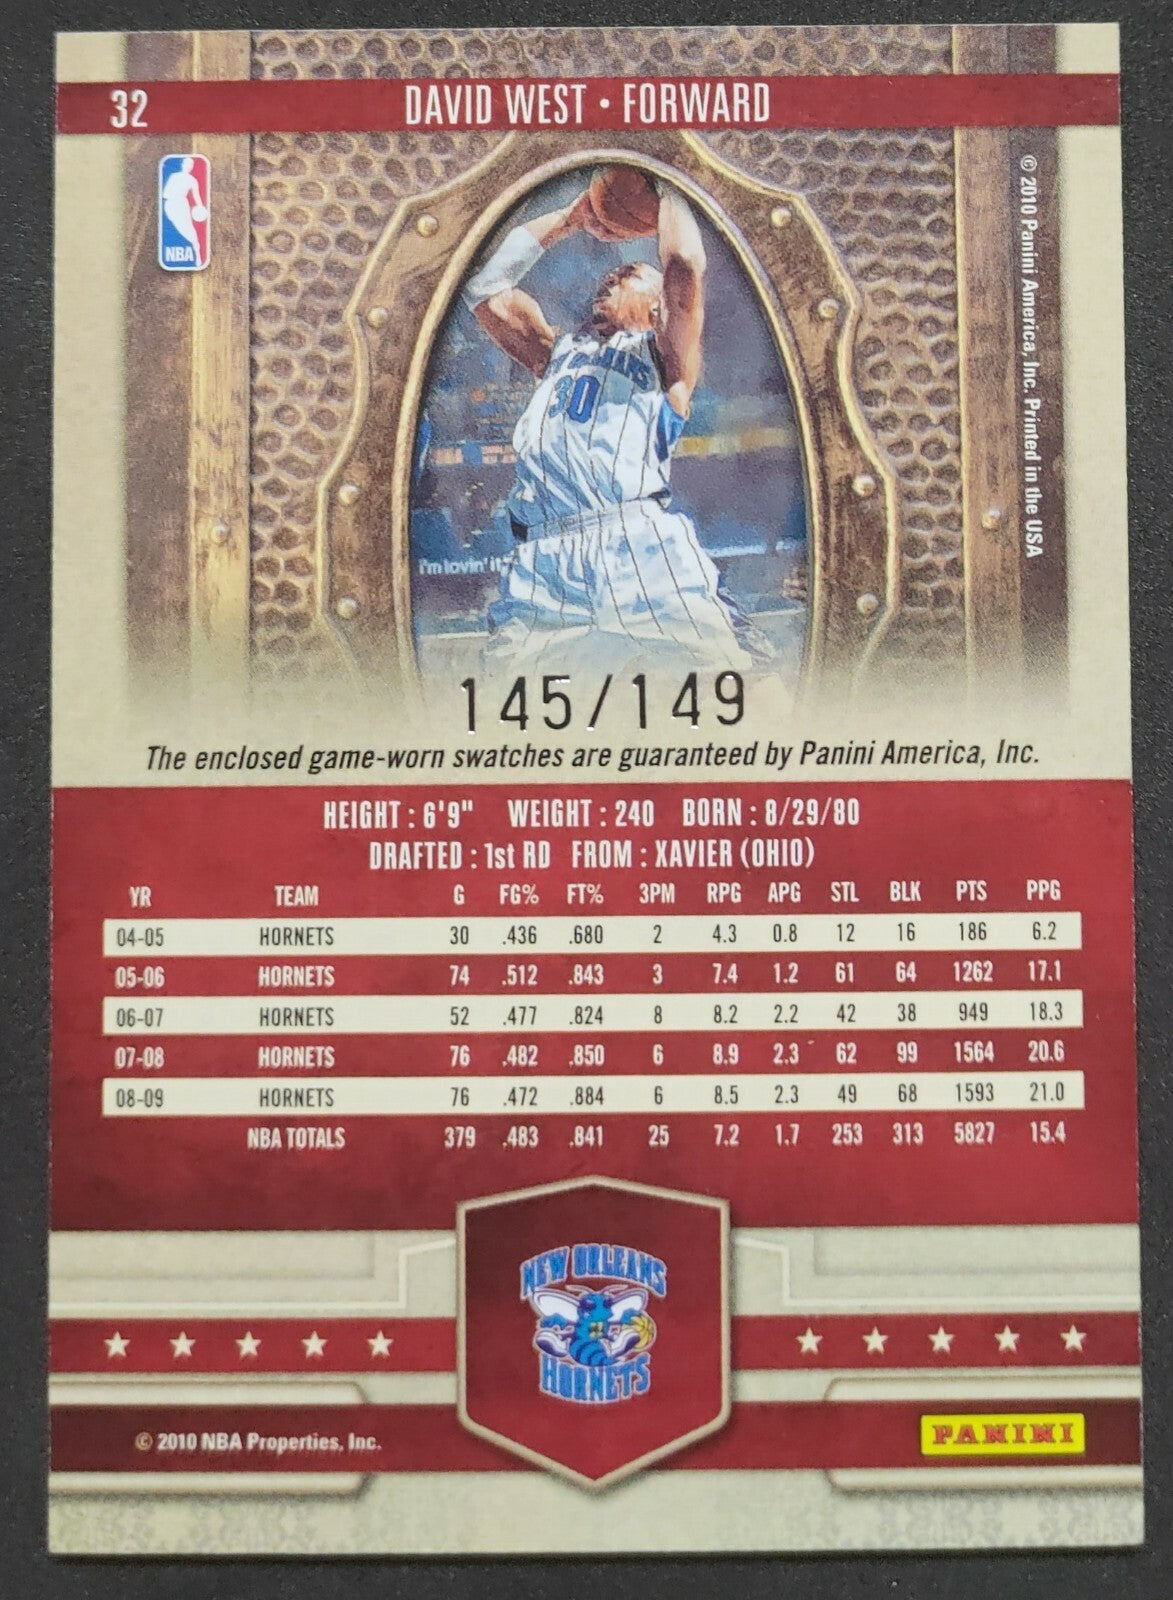 32 DAVID WEST • FORWARD
NBA
© 2010 Panini America, Inc. Printed in the USA
NEW ORLEANS
30
i'm lovin' it
145/149
The enclosed game-worn swatches are guaranteed by Panini America, Inc.
HEIGHT : 6'9" WEIGHT : 240 BORN : 8/29/80
DRAFTED : 1st RD FROM : XAVIER (OHIO)
YR TEAM G FG% FT% 3PM RPG APG STL BLK PTS PPG
04-05 HORNETS 30 .436 .680 2 4.3 0.8 12 16 186 6.2
05-06 HORNETS 74 .512 .843 3 7.4 1.2 61 64 1262 17.1
06-07 HORNETS 52 .477 .824 8 8.2 2.2 42 38 949 18.3
07-08 HORNETS 76 .482 .850 6 8.9 2.3 62 99 1564 20.6
08-09 HORNETS 76 .472 .884 6 8.5 2.3 49 68 1593 21.0
NBA TOTALS 379 .483 .841 25 7.2 1.7 253 313 5827 15.4
NEW ORLEANS
HORNETS
© 2010 NBA Properties, Inc.
PANINI